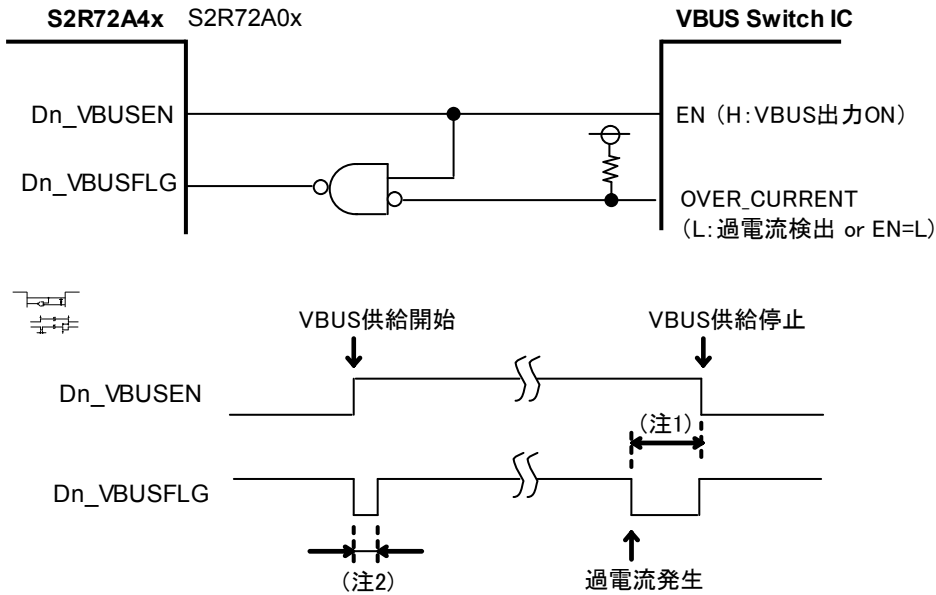 S2R72A4x S2R72A0x
VBUS Switch IC
Dn_VBUSEN
EN (H:VBUS出力ON)
Dn_VBUSFLG
OVER_CURRENT
(L:過電流検出 or EN=L)
VBUS供給開始
VBUS供給停止
Dn_VBUSEN
(注1)
Dn_VBUSFLG
(注2)
過電流発生